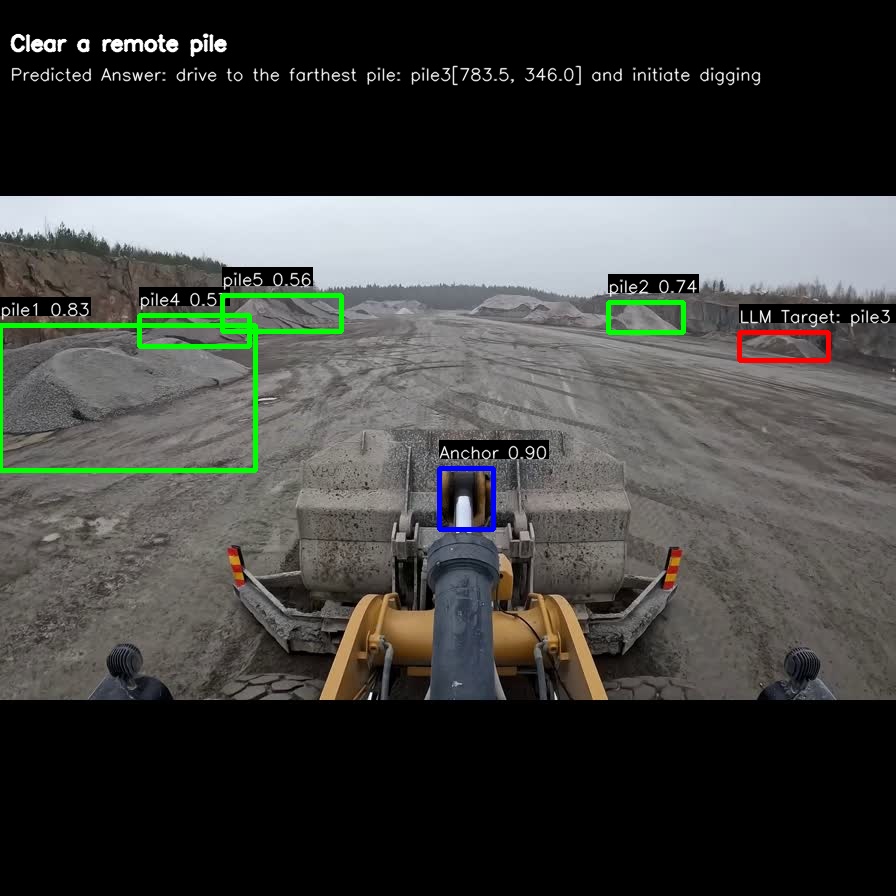 Clear a remote pile
Predicted Answer: drive to the farthest pile: pile3[783.5, 346.0] and initiate digging
pile5 0.56
pile2 0.74
pile4 0.5
pile1 0.83
LLM Target: pile3
Anchor 0.90